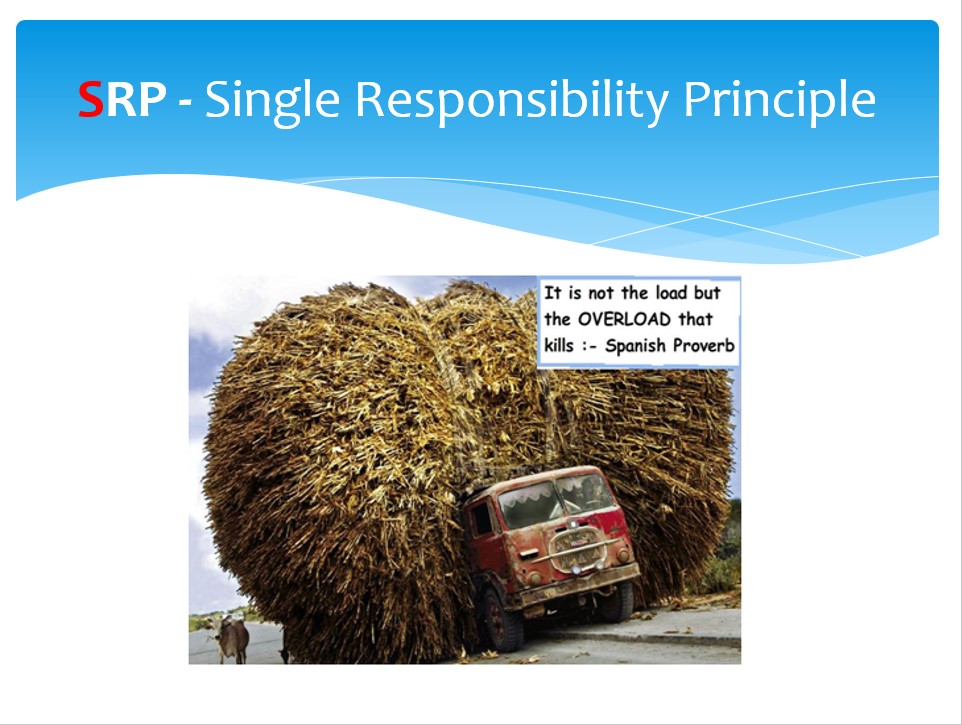 SRP - Single Responsibility Principle
It is not the load but
the OVERLOAD that
kills :- Spanish Proverb